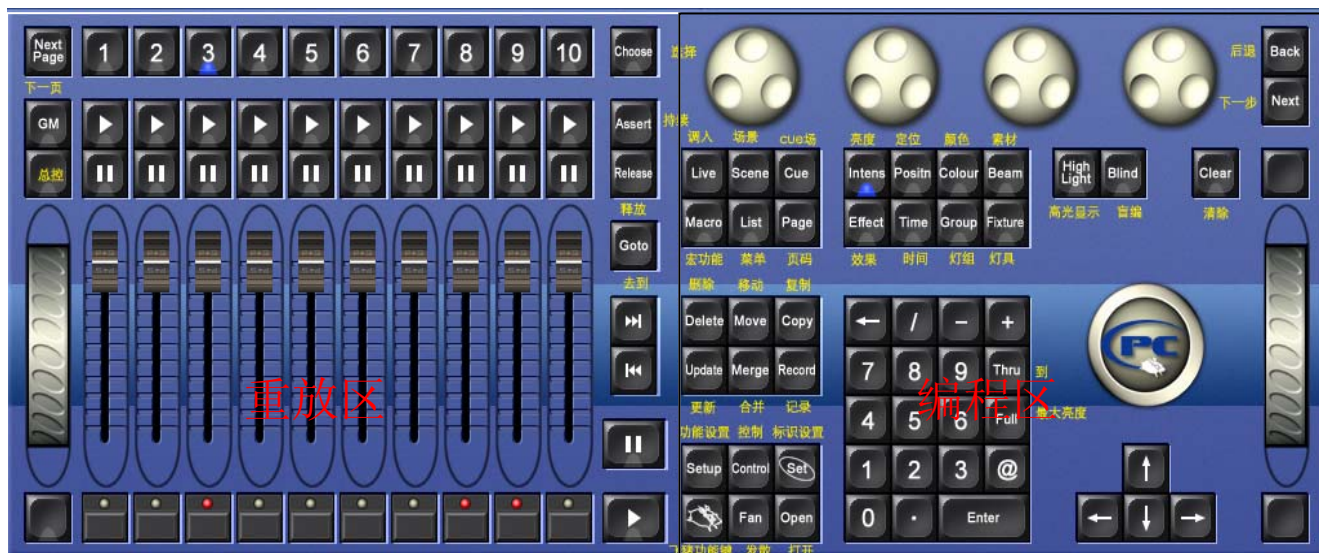 Next Page 1 2 3 4 5 6 7 8 9 10 Choose 选择
下一页
GM Assert 持续
总控 Release
释放
Goto
去到
重放区
后退 Back
下一步 Next
调入 场景 cue场 亮度 定位 颜色 素材
Live Scene Cue Intens Positn Colour Beam High Light Blind Clear
高光显示 盲编 清除
Macro List Page Effect Time Group Fixture
宏功能 菜单 页码 效果 时间 灯组 灯具
删除 移动 复制
Delete Move Copy ← / − +
PC
Update Merge Record 7 8 9 Thru 到
更新 合并 记录
编程区
4 5 6 Full 最大亮度
功能设置 控制 标识设置
Setup Control Set 1 2 3 @ ↑
Fan Open 0 . Enter ← ↓ →
飞猪功能键 发散 打开